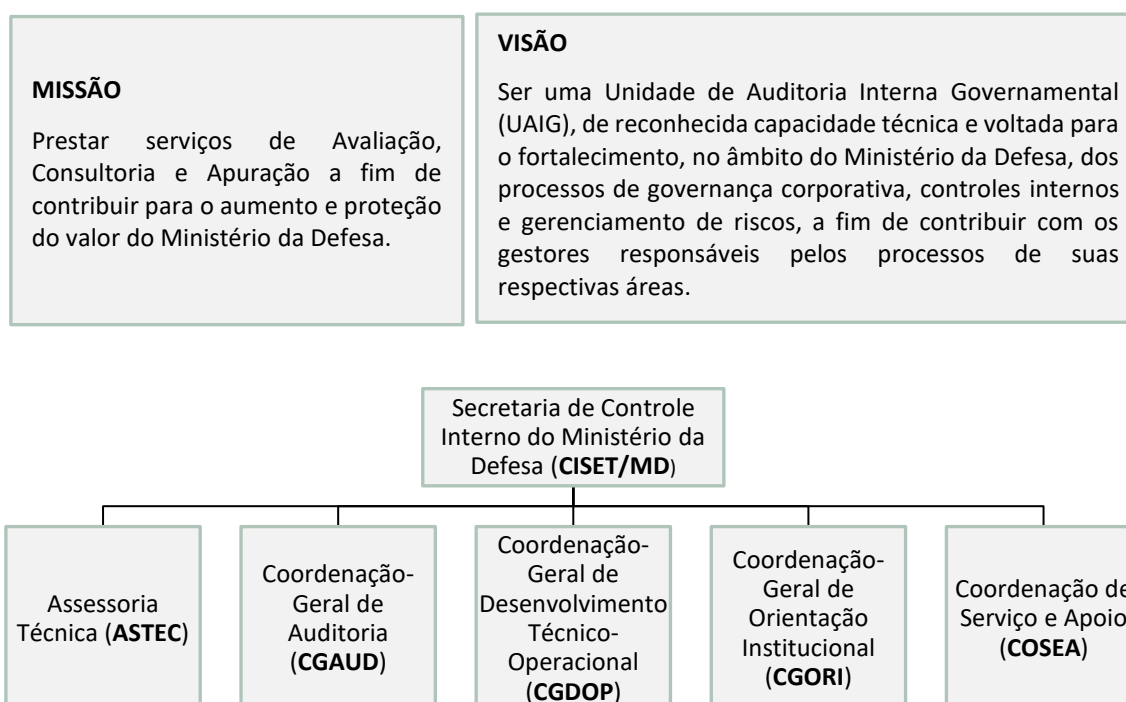 MISSÃO
Prestar serviços de Avaliação,
Consultoria e Apuração a fim de
contribuir para o aumento e proteção
do valor do Ministério da Defesa.
VISÃO
Ser uma Unidade de Auditoria Interna Governamental
(UAIG), de reconhecida capacidade técnica e voltada para
o fortalecimento, no âmbito do Ministério da Defesa, dos
processos de governança corporativa, controles internos
e gerenciamento de riscos, a fim de contribuir com os
gestores responsáveis pelos processos de suas
respectivas áreas.
Secretaria de Controle
Interno do Ministério da
Defesa (CISET/MD)
Assessoria
Técnica (ASTEC)
Coordenação-
Geral de
Auditoria
(CGAUD)
Coordenação-
Geral de
Desenvolvimento
Técnico-
Operacional
(CGDOP)
Coordenação-
Geral de
Orientação
Institucional
(CGORI)
Coordenação de
Serviço e Apoio
(COSEA)